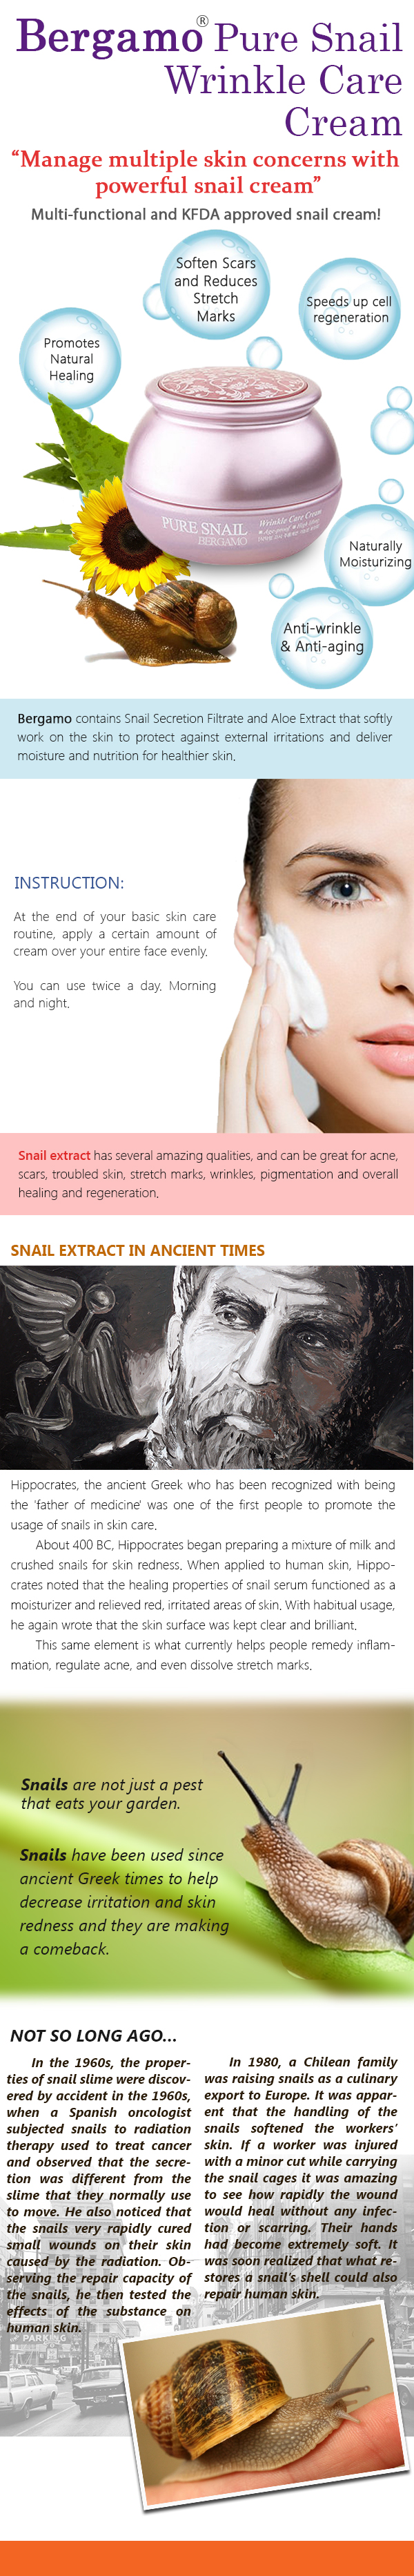 Bergamo® Pure Snail
Wrinkle Care
Cream
“Manage multiple skin concerns with
powerful snail cream”
Multi-functional and KFDA approved snail cream!
Soften Scars
and Reduces
Stretch
Marks
Speeds up cell
regeneration
Promotes
Natural
Healing
PURE SNAIL
BERGAMO
Wrinkle Care Cream
Naturally
Moisturizing
Anti-wrinkle
& Anti-aging
Bergamo contains Snail Secretion Filtrate and Aloe Extract that softly
work on the skin to protect against external irritations and deliver
moisture and nutrition for healthier skin.
INSTRUCTION:
At the end of your basic skin care
routine, apply a certain amount of
cream over your entire face evenly.
You can use twice a day. Morning
and night.
Snail extract has several amazing qualities, and can be great for acne,
scars, troubled skin, stretch marks, wrinkles, pigmentation and overall
healing and regeneration.
SNAIL EXTRACT IN ANCIENT TIMES
Hippocrates, the ancient Greek who has been recognized with being
the 'father of medicine' was one of the first people to promote the
usage of snails in skin care.
About 400 BC, Hippocrates began preparing a mixture of milk and
crushed snails for skin redness. When applied to human skin, Hippo-
crates noted that the healing properties of snail serum functioned as a
moisturizer and relieved red, irritated areas of skin. With habitual usage,
he again wrote that the skin surface was kept clear and brilliant.
This same element is what currently helps people remedy inflam-
mation, regulate acne, and even dissolve stretch marks.
Snails are not just a pest
that eats your garden.
Snails have been used since
ancient Greek times to help
decrease irritation and skin
redness and they are making
a comeback.
NOT SO LONG AGO...
In the 1960s, the proper-
ties of snail slime were discov-
ered by accident in the 1960s,
when a Spanish oncologist
subjected snails to radiation
therapy used to treat cancer
and observed that the secre-
tion was different from the
slime that they normally use
to move. He also noticed that
the snails very rapidly cured
small wounds on their skin
caused by the radiation. Ob-
serving the repair capacity of
the snails, he then tested the
effects of the substance on
human skin.
In 1980, a Chilean family
was raising snails as a culinary
export to Europe. It was appar-
ent that the handling of the
snails softened the workers'
skin. If a worker was injured
with a minor cut while carrying
the snail cages it was amazing
to see how rapidly the wound
would heal without any infec-
tion or scarring. Their hands
had become extremely soft. It
was soon realized that what re-
stores a snail's shell could also
repair human skin.
PARKING